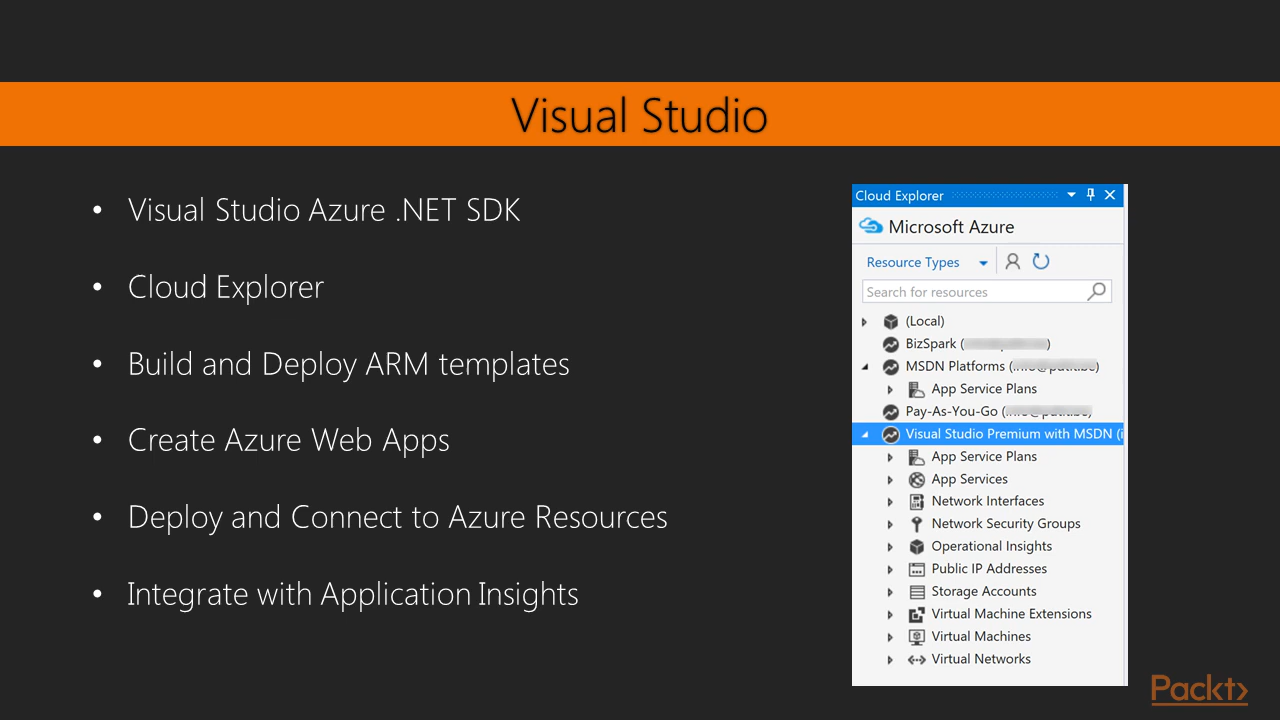 Visual Studio
• Visual Studio Azure .NET SDK
• Cloud Explorer
• Build and Deploy ARM templates
• Create Azure Web Apps
• Deploy and Connect to Azure Resources
• Integrate with Application Insights
Cloud Explorer
Microsoft Azure
Resource Types
Search for resources
(Local)
BizSpark (
MSDN Platforms (
App Service Plans
Pay-As-You-Go (
Visual Studio Premium with MSDN (i
App Service Plans
App Services
Network Interfaces
Network Security Groups
Operational Insights
Public IP Addresses
Storage Accounts
Virtual Machine Extensions
Virtual Machines
Virtual Networks
Packt>